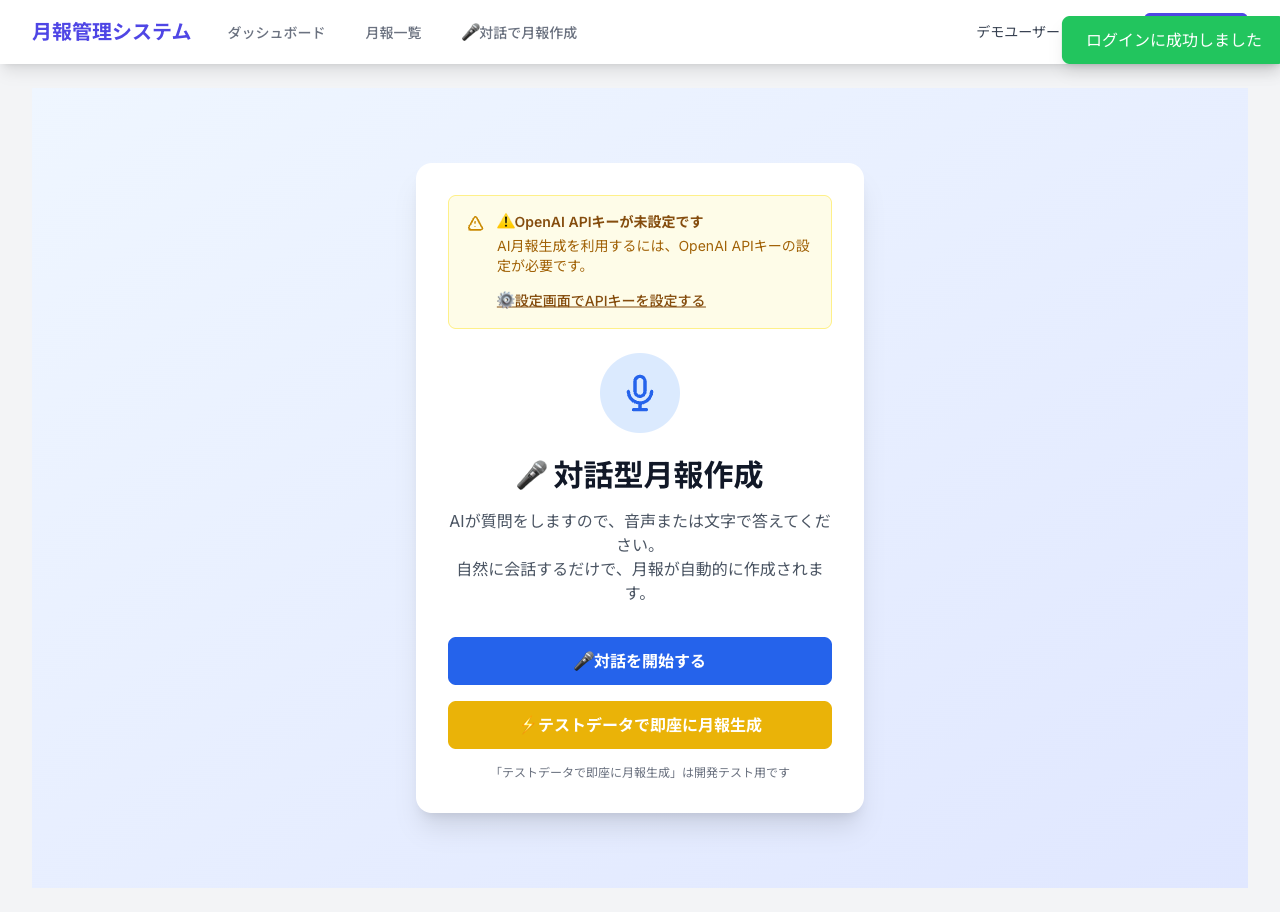 月報管理システム
ダッシュボード
月報一覧
🎤対話で月報作成
デモユーザー
ログインに成功しました
⚠️OpenAI APIキーが未設定です
AI月報生成を利用するには、OpenAI APIキーの設
定が必要です。
⚙️設定画面でAPIキーを設定する
🎤 対話型月報作成
AIが質問をしますので、音声または文字で答えてくだ
さい。
自然に会話するだけで、月報が自動的に作成されま
す。
🎤対話を開始する
⚡テストデータで即座に月報生成
「テストデータで即座に月報生成」は開発テスト用です